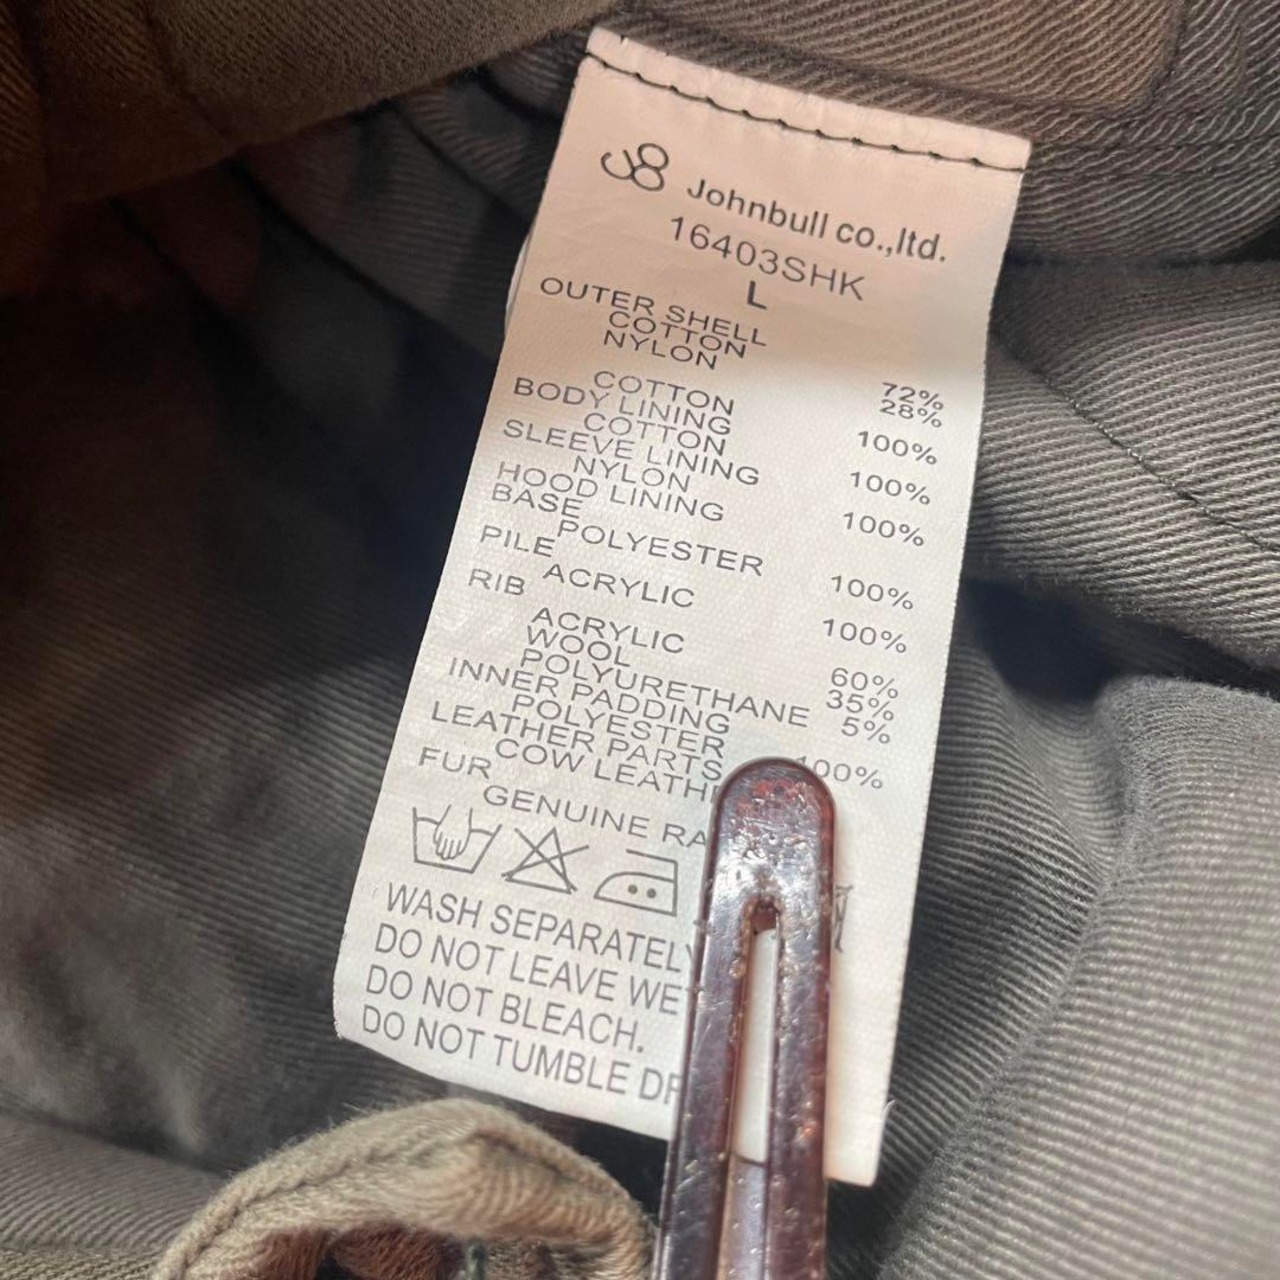 Johnbull co.,ltd.
16403SHK
L
OUTER SHELL
COTTON 72%
NYLON 28%
COTTON 100%
BODY LINING
COTTON 100%
SLEEVE LINING
NYLON 100%
HOOD LINING
BASE
POLYESTER 100%
PILE
ACRYLIC 100%
RIB
ACRYLIC 60%
WOOL 35%
POLYURETHANE 5%
INNER PADDING
POLYESTER 100%
LEATHER PARTS
COW
FUR
GENUINE
WASH
DO NOT LEAVE
DO NOT BLEACH.
DO NOT TUMBLE